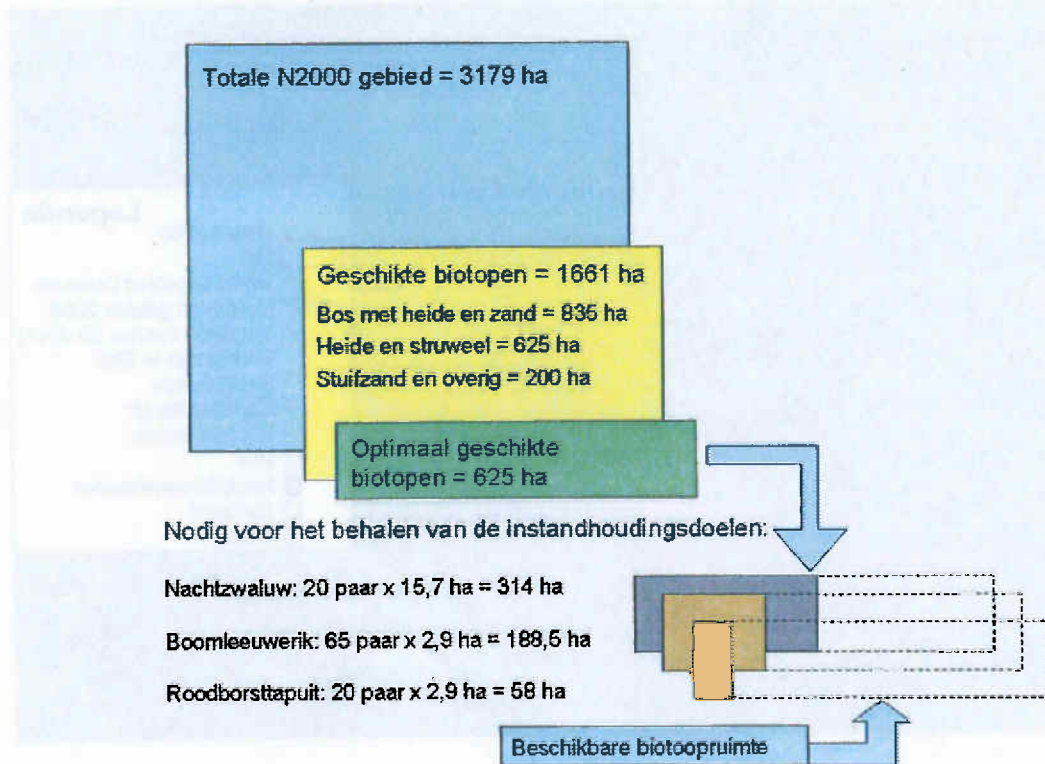 Totale N2000 gebied = 3179 ha
Geschikte biotopen = 1661 ha
Bos met heide en zand = 835 ha
Heide en struweel = 625 ha
Stuifzand en overig = 200 ha
Optimaal geschikte
biotopen = 625 ha
Nodig voor het behalen van de instandhoudingsdoelen:
Nachtzwaluw: 20 paar x 15,7 ha = 314 ha
Boomleeuwerik: 65 paar x 2,9 ha = 188,5 ha
Roodborsttapuit: 20 paar x 2,9 ha = 58 ha
Beschikbare biotoopruimte